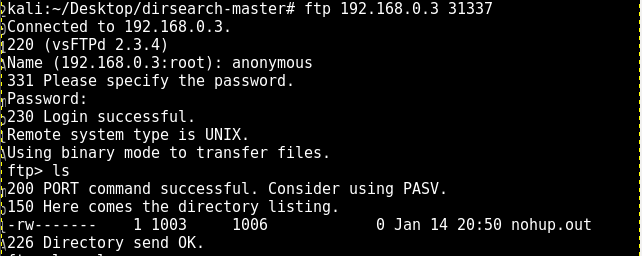 kali:~/Desktop/dirsearch-master# ftp 192.168.0.3 31337
Connected to 192.168.0.3.
220 (vsFTPd 2.3.4)
Name (192.168.0.3:root): anonymous
331 Please specify the password.
Password:
230 Login successful.
Remote system type is UNIX.
Using binary mode to transfer files.
ftp> ls
200 PORT command successful. Consider using PASV.
150 Here comes the directory listing.
-rw-------    1 1003     1006            0 Jan 14 20:50 nohup.out
226 Directory send OK.